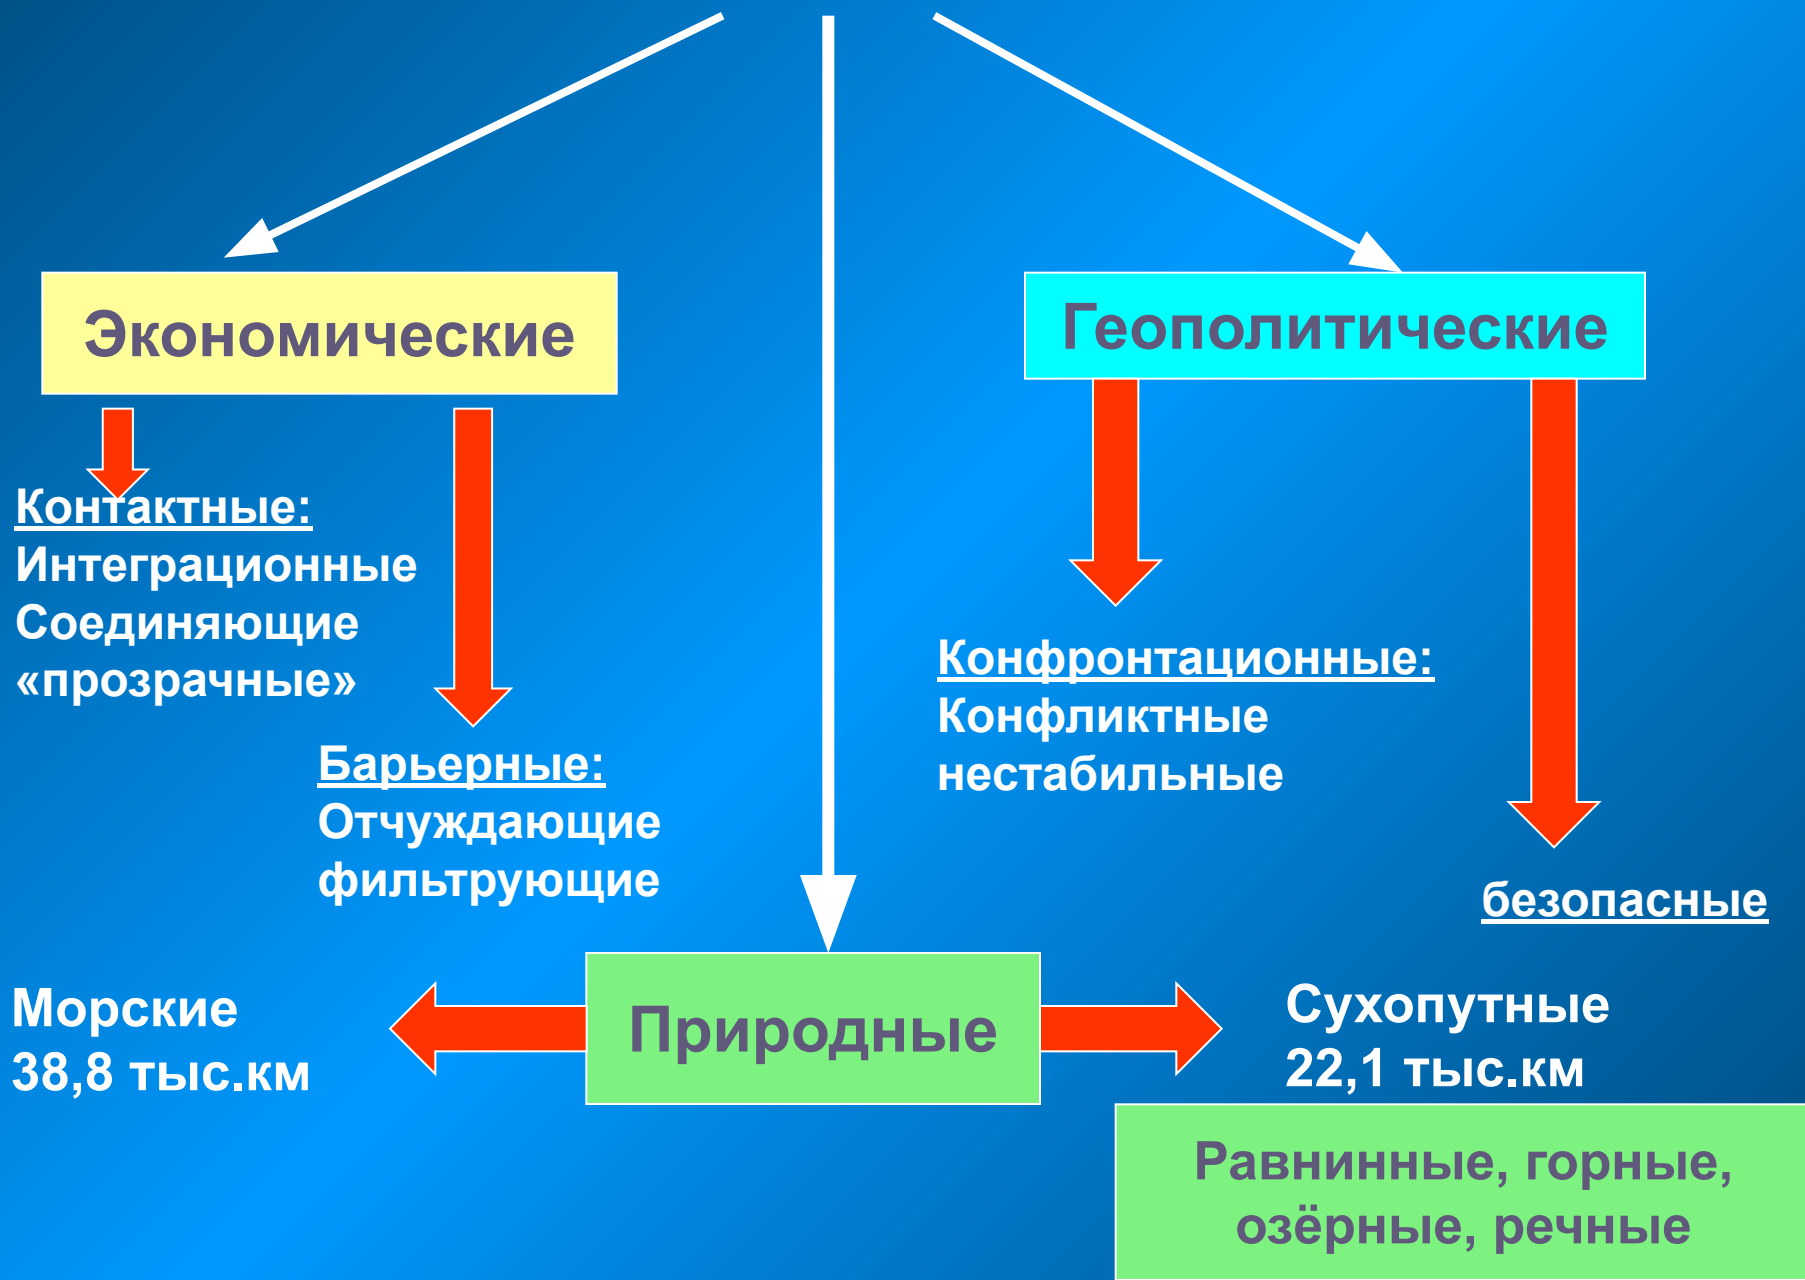 Экономические
Геополитические
Контактные:
Интеграционные
Соединяющие
«прозрачные»
Барьерные:
Отчуждающие
фильтрующие
Конфронтационные:
Конфликтные
нестабильные
безопасные
Природные
Морские
38,8 тыс.км
Сухопутные
22,1 тыс.км
Равнинные, горные,
озёрные, речные